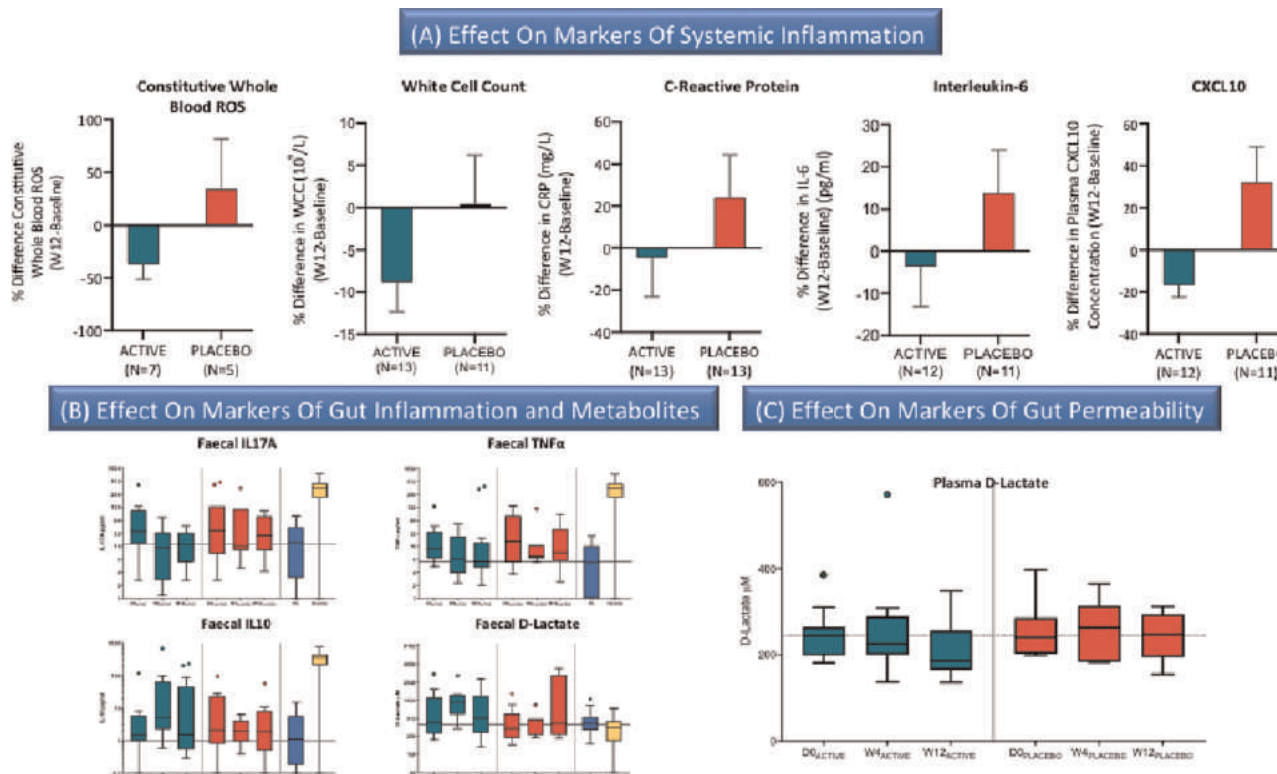 (A) Effect On Markers Of Systemic Inflammation
Constitutive Whole
Blood ROS
% Difference Constitutive
Whole Blood ROS
(W12-Baseline)
100
50
0
-50
-100
ACTIVE
(N=7)
PLACEBO
(N=5)
White Cell Count
% Difference in WCC (10⁹/L)
(W12-Baseline)
10
5
0
-5
-10
-15
ACTIVE
(N=13)
PLACEBO
(N=11)
C-Reactive Protein
% Difference in CRP (mg/L)
(W12-Baseline)
60
40
20
0
-20
-40
ACTIVE
(N=13)
PLACEBO
(N=13)
Interleukin-6
% Difference in IL-6
(W12-Baseline) (pg/ml)
30
20
10
0
-10
-20
ACTIVE
(N=12)
PLACEBO
(N=11)
CXCL10
% Difference in Plasma CXCL10
Concentration (W12-Baseline)
60
40
20
0
-20
-40
ACTIVE
(N=12)
PLACEBO
(N=11)
(B) Effect On Markers Of Gut Inflammation and Metabolites
Faecal IL17A
Faecal TNFα
Faecal IL10
Faecal D-Lactate
(C) Effect On Markers Of Gut Permeability
Plasma D-Lactate
D-Lactate µM
600
400
200
0
D0ACTIVE
W4ACTIVE
W12ACTIVE
D0PLACEBO
W4PLACEBO
W12PLACEBO